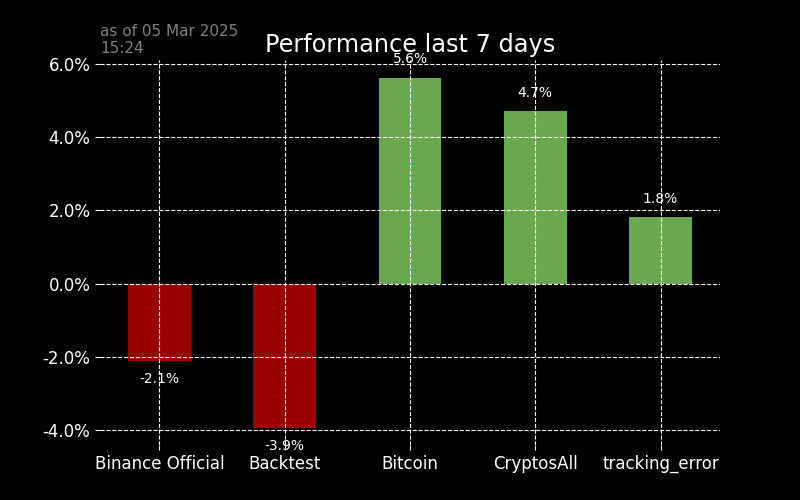 as of 05 Mar 2025
15:24
Performance last 7 days
6.0%
4.0%
2.0%
0.0%
-2.0%
-4.0%
5.6%
4.7%
1.8%
-2.1%
-3.9%
Binance Official
Backtest
Bitcoin
CryptosAll
tracking_error